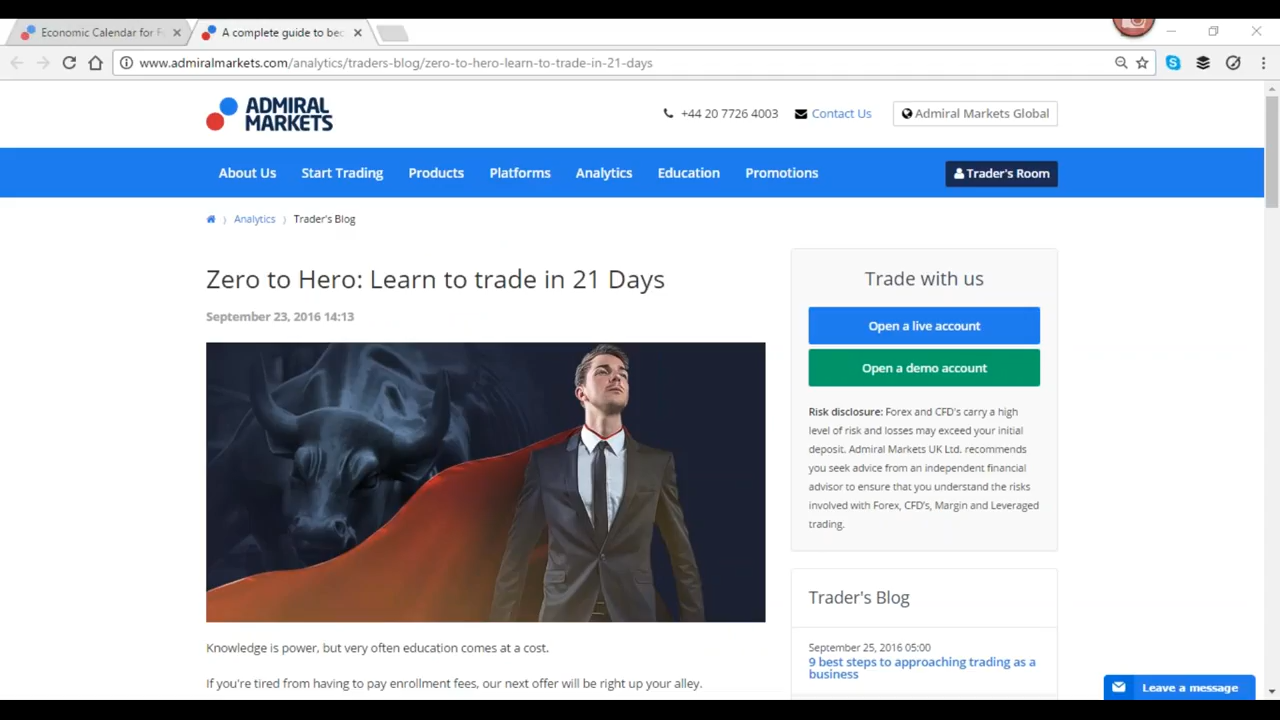 Economic Calendar for F
A complete guide to bec
www.admiralmarkets.com/analytics/traders-blog/zero-to-hero-learn-to-trade-in-21-days
ADMIRAL
MARKETS
+44 20 7726 4003
Contact Us
Admiral Markets Global
About Us
Start Trading
Products
Platforms
Analytics
Education
Promotions
Trader's Room
Analytics
Trader's Blog
Zero to Hero: Learn to trade in 21 Days
September 23, 2016 14:13
Knowledge is power, but very often education comes at a cost.
If you're tired from having to pay enrollment fees, our next offer will be right up your alley.
Trade with us
Open a live account
Open a demo account
Risk disclosure: Forex and CFD's carry a high
level of risk and losses may exceed your initial
deposit. Admiral Markets UK Ltd. recommends
you seek advice from an independent financial
advisor to ensure that you understand the risks
involved with Forex, CFD's, Margin and Leveraged
trading.
Trader's Blog
September 25, 2016 05:00
9 best steps to approaching trading as a
business
Leave a message